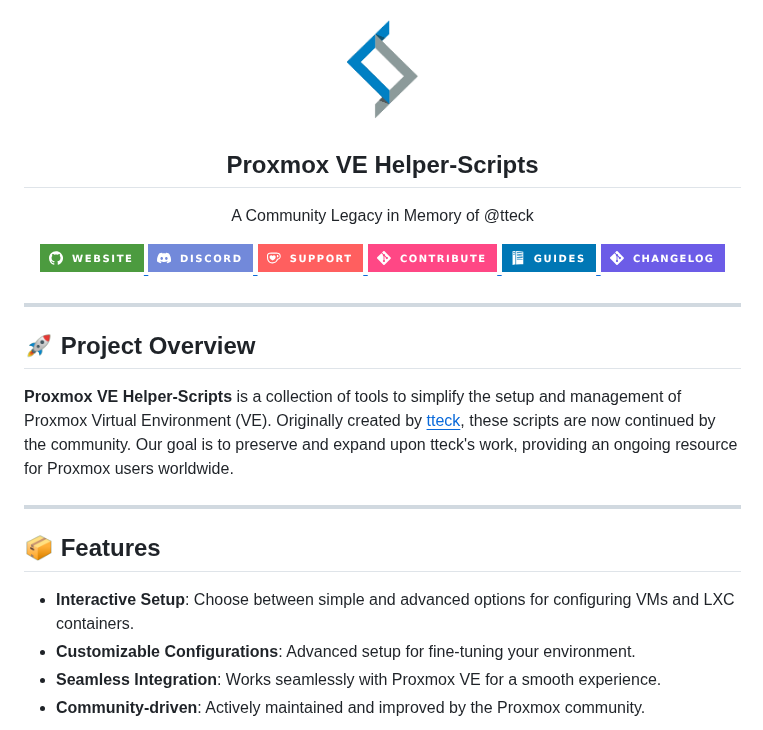 Proxmox VE Helper-Scripts
A Community Legacy in Memory of @tteck
WEBSITE DISCORD SUPPORT CONTRIBUTE GUIDES CHANGELOG
🚀 Project Overview
Proxmox VE Helper-Scripts is a collection of tools to simplify the setup and management of
Proxmox Virtual Environment (VE). Originally created by tteck, these scripts are now continued by
the community. Our goal is to preserve and expand upon tteck's work, providing an ongoing resource
for Proxmox users worldwide.
📦 Features
• Interactive Setup: Choose between simple and advanced options for configuring VMs and LXC
containers.
• Customizable Configurations: Advanced setup for fine-tuning your environment.
• Seamless Integration: Works seamlessly with Proxmox VE for a smooth experience.
• Community-driven: Actively maintained and improved by the Proxmox community.